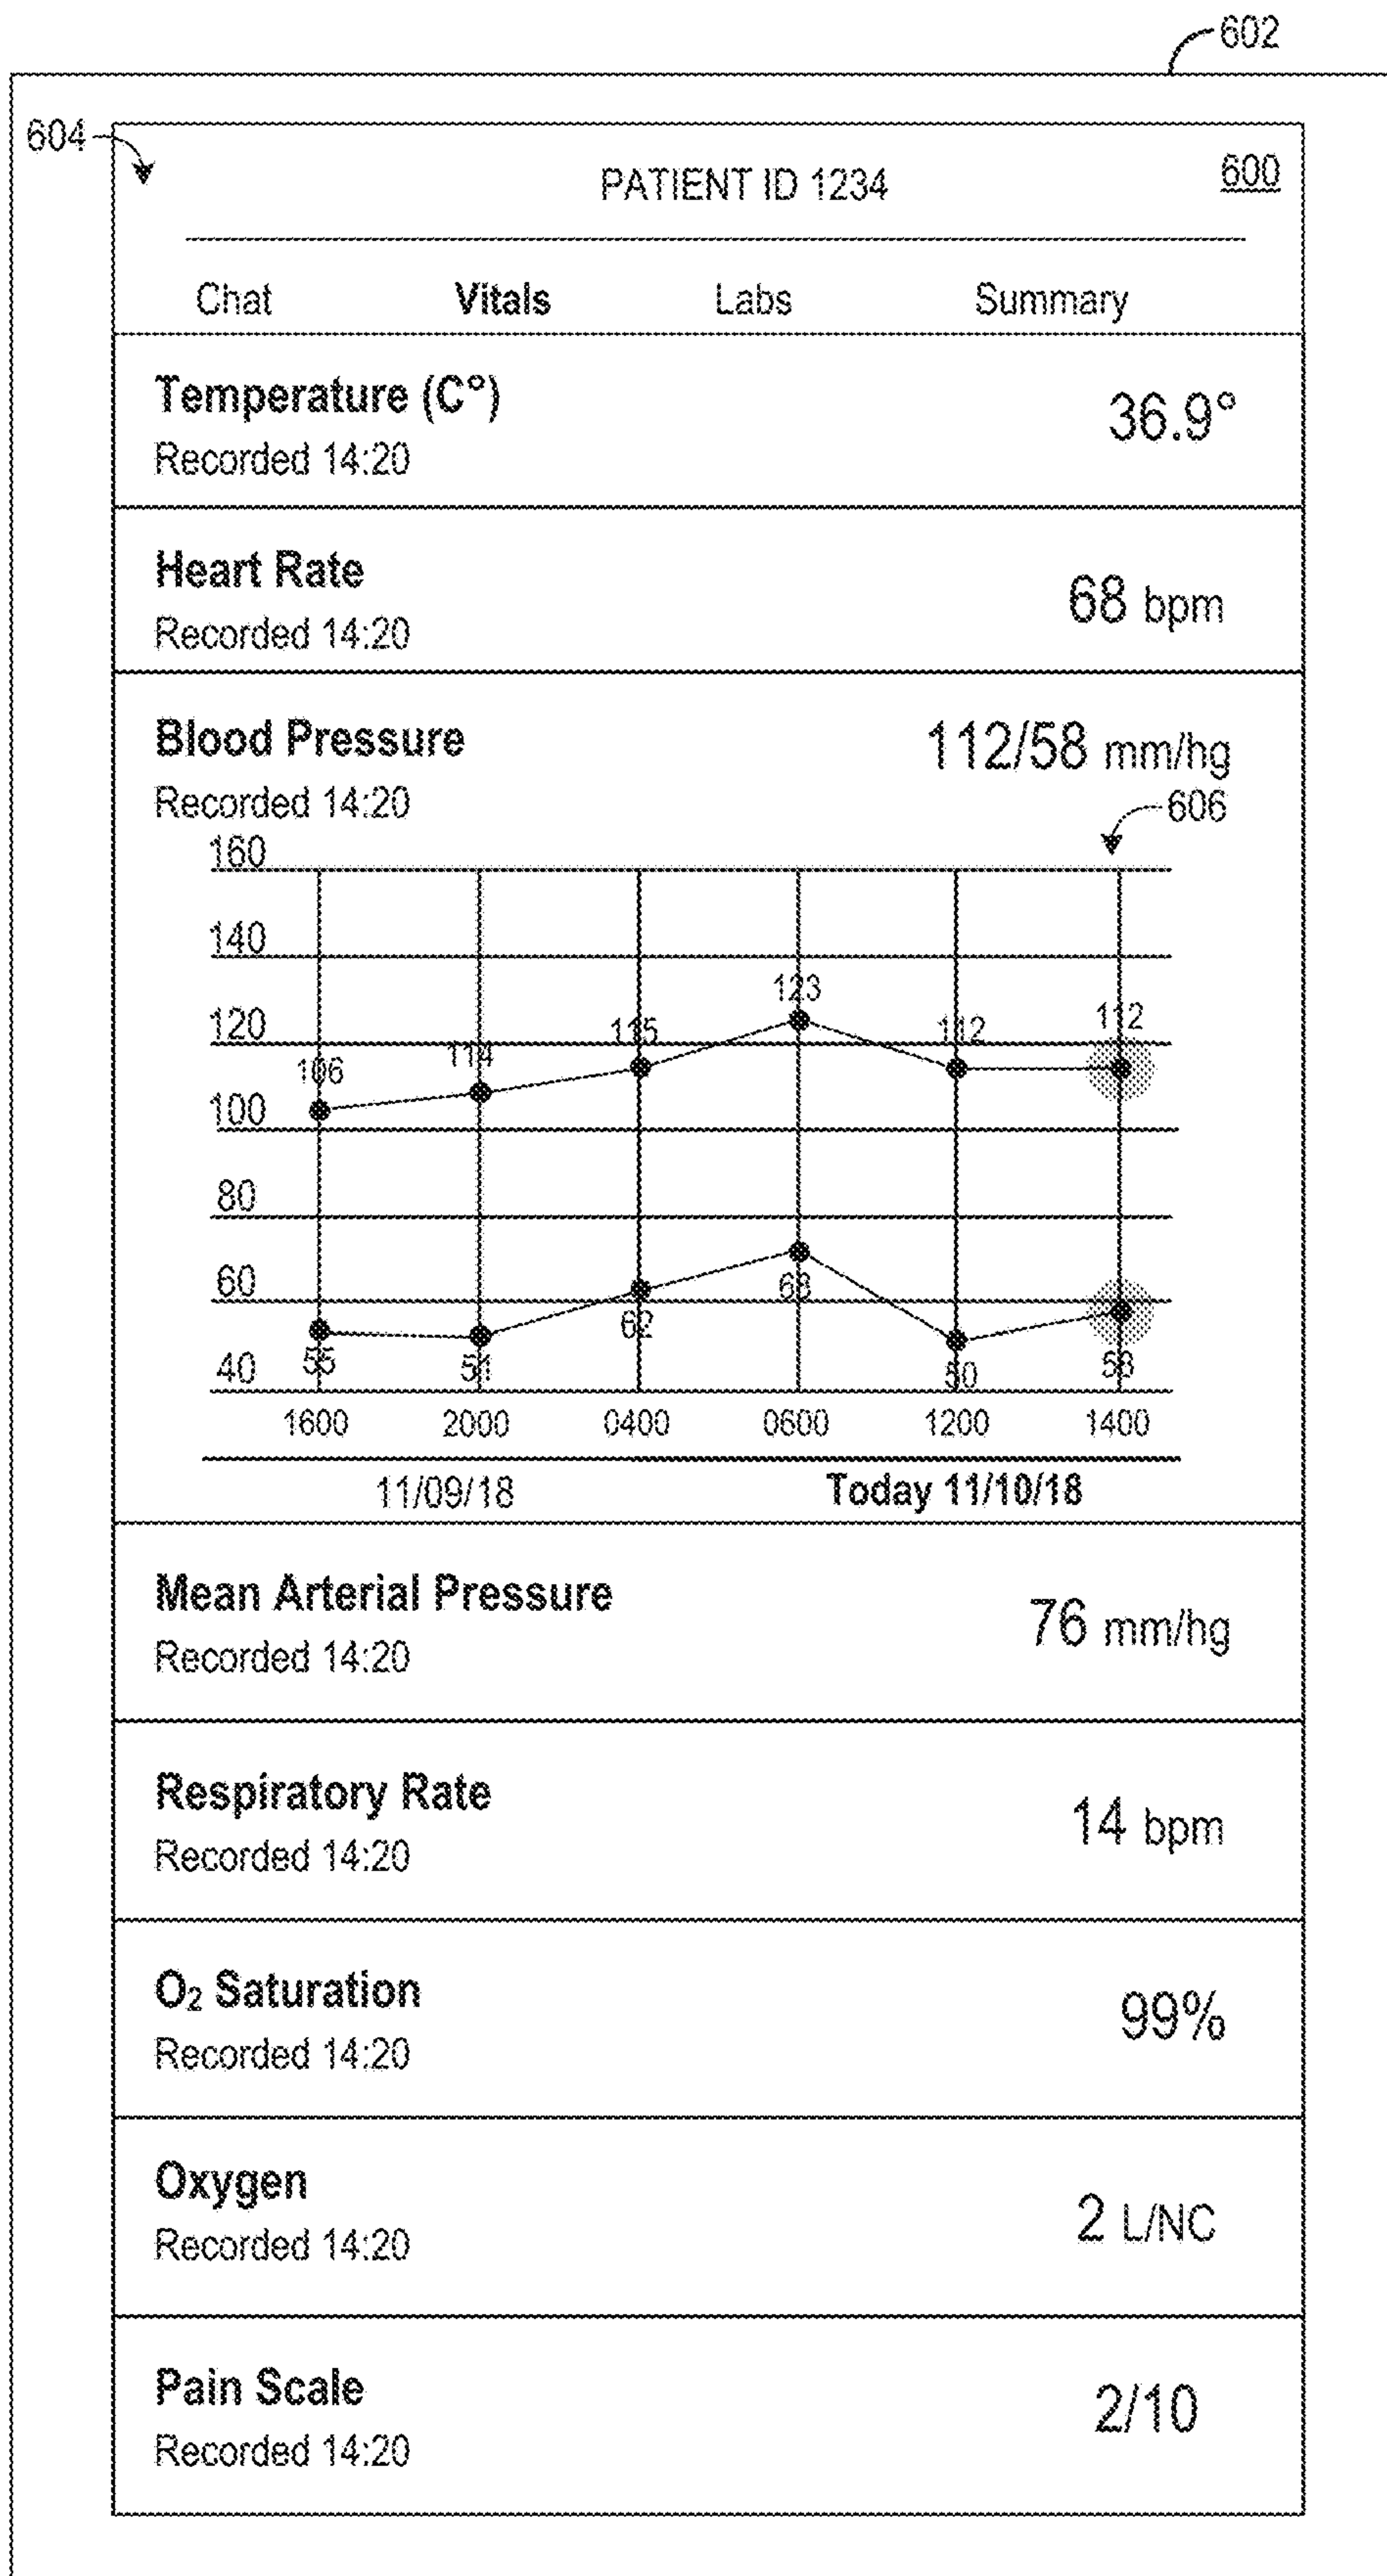 602
604
PATIENT ID 1234
600
Chat Vitals Labs Summary
Temperature (C°)
36.9°
Recorded 14:20
Heart Rate
68 bpm
Recorded 14:20
Blood Pressure
112/58 mm/hg
Recorded 14:20
606
160
140
120
100
80
60
40
106 114 115 123 112 112
55 51 62 68 50 58
1600 2000 0400 0600 1200 1400
11/09/18 Today 11/10/18
Mean Arterial Pressure
76 mm/hg
Recorded 14:20
Respiratory Rate
14 bpm
Recorded 14:20
O₂ Saturation
99%
Recorded 14:20
Oxygen
2 L/NC
Recorded 14:20
Pain Scale
2/10
Recorded 14:20